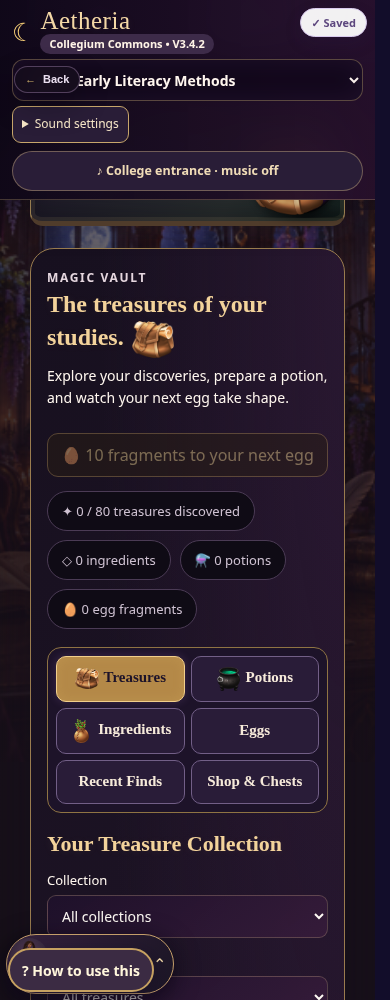 Aetheria
✓ Saved
Collegium Commons • V3.4.2
← Back
Early Literacy Methods
▶ Sound settings
♪ College entrance · music off
MAGIC VAULT
The treasures of your
studies.
Explore your discoveries, prepare a potion,
and watch your next egg take shape.
10 fragments to your next egg
✦ 0 / 80 treasures discovered
◇ 0 ingredients
0 potions
0 egg fragments
Treasures
Potions
Ingredients
Eggs
Recent Finds
Shop & Chests
Your Treasure Collection
Collection
All collections
? How to use this
All treasures